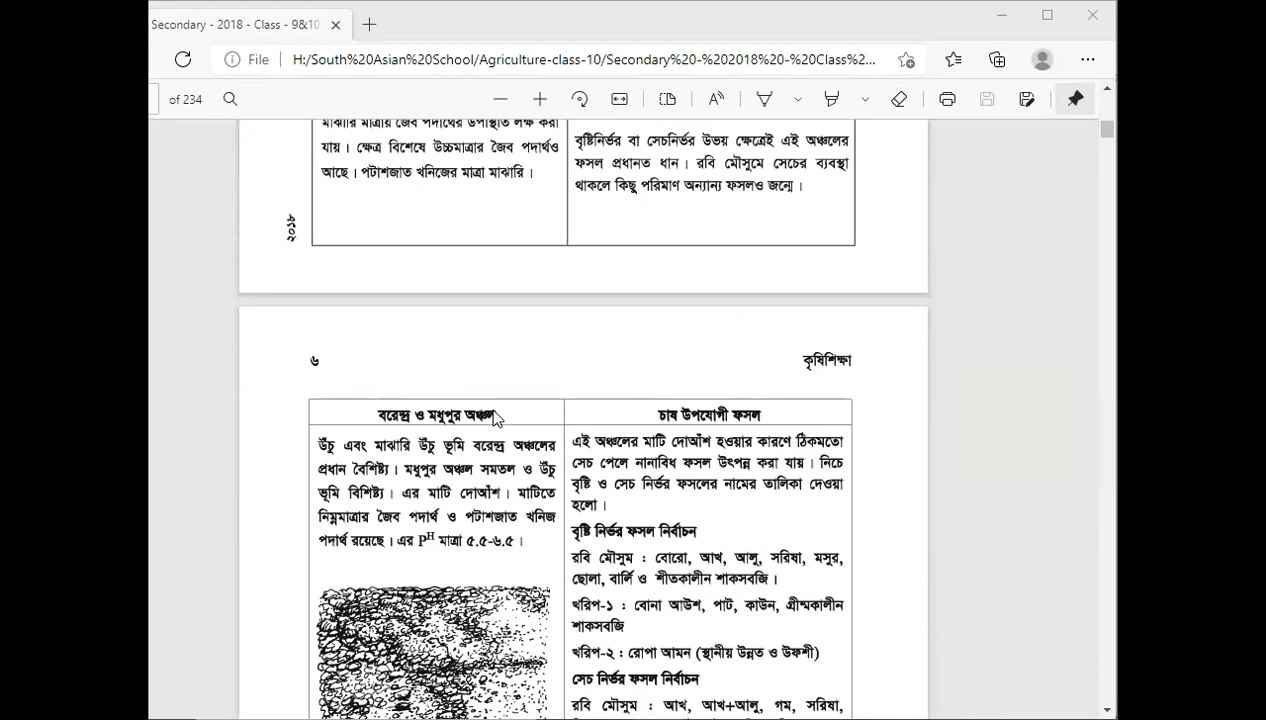 Secondary - 2018 - Class - 9&10
File H:/South%20Asian%20School/Agriculture-class-10/Secondary%20-%202018%20-%20Class%2...
of 234
মাঝারি মাত্রায় জৈব পদার্থের উপস্থিতি লক্ষ করা
যায়। ক্ষেত্র বিশেষে উচ্চমাত্রার জৈব পদার্থও
আছে। পটাশজাত খনিজের মাত্রা মাঝারি।
বৃষ্টিনির্ভর বা সেচনির্ভর উভয় ক্ষেত্রেই এই অঞ্চলের
ফসল প্রধানত ধান। রবি মৌসুমে সেচের ব্যবস্থা
থাকলে কিছু পরিমাণ অন্যান্য ফসলও জন্মে।
২০১৮
৬
কৃষিশিক্ষা
বরেন্দ্র ও মধুপুর অঞ্চল
উঁচু এবং মাঝারি উঁচু ভূমি বরেন্দ্র অঞ্চলের
প্রধান বৈশিষ্ট্য। মধুপুর অঞ্চল সমতল ও উঁচু
ভূমি বিশিষ্ট্য। এর মাটি দোআঁশ। মাটিতে
নিম্নমাত্রার জৈব পদার্থ ও পটাশজাত খনিজ
পদার্থ রয়েছে। এর Pᴴ মাত্রা ৫.৫-৬.৫।
চাষ উপযোগী ফসল
এই অঞ্চলের মাটি দোআঁশ হওয়ার কারণে ঠিকমতো
সেচ পেলে নানাবিধ ফসল উৎপন্ন করা যায়। নিচে
বৃষ্টি ও সেচ নির্ভর ফসলের নামের তালিকা দেওয়া
হলো।
বৃষ্টি নির্ভর ফসল নির্বাচন
রবি মৌসুম : বোরো, আখ, আলু, সরিষা, মসুর,
ছোলা, বার্লি ও শীতকালীন শাকসবজি।
খরিপ-১ : বোনা আউশ, পাট, কাউন, গ্রীষ্মকালীন
শাকসবজি
খরিপ-২ : রোপা আমন (স্থানীয় উন্নত ও উফশী)
সেচ নির্ভর ফসল নির্বাচন
রবি মৌসুম : আখ, আখ+আলু, গম, সরিষা,